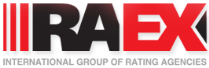 RAEX
INTERNATIONAL GROUP OF RATING AGENCIES